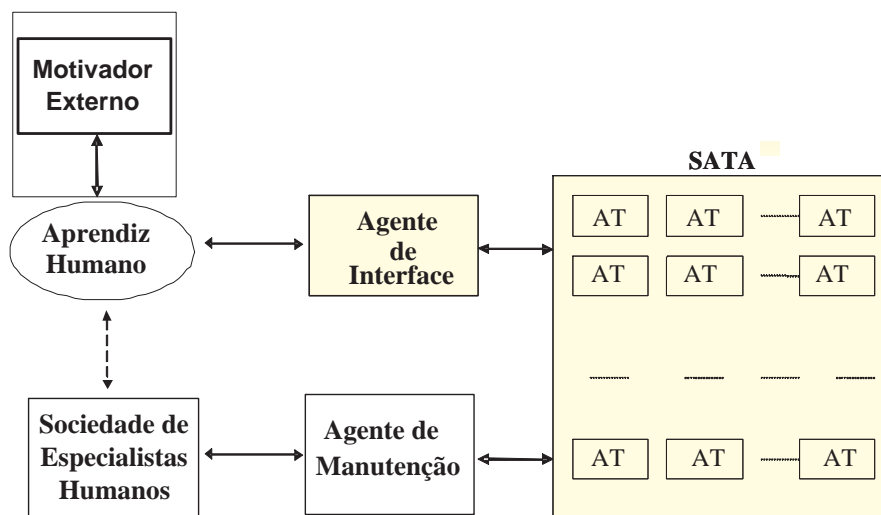 Motivador
Externo
SATA
Aprendiz
Humano
Agente
de
Interface
AT AT AT
AT AT AT
Sociedade de
Especialistas
Humanos
Agente de
Manutenção
AT AT AT